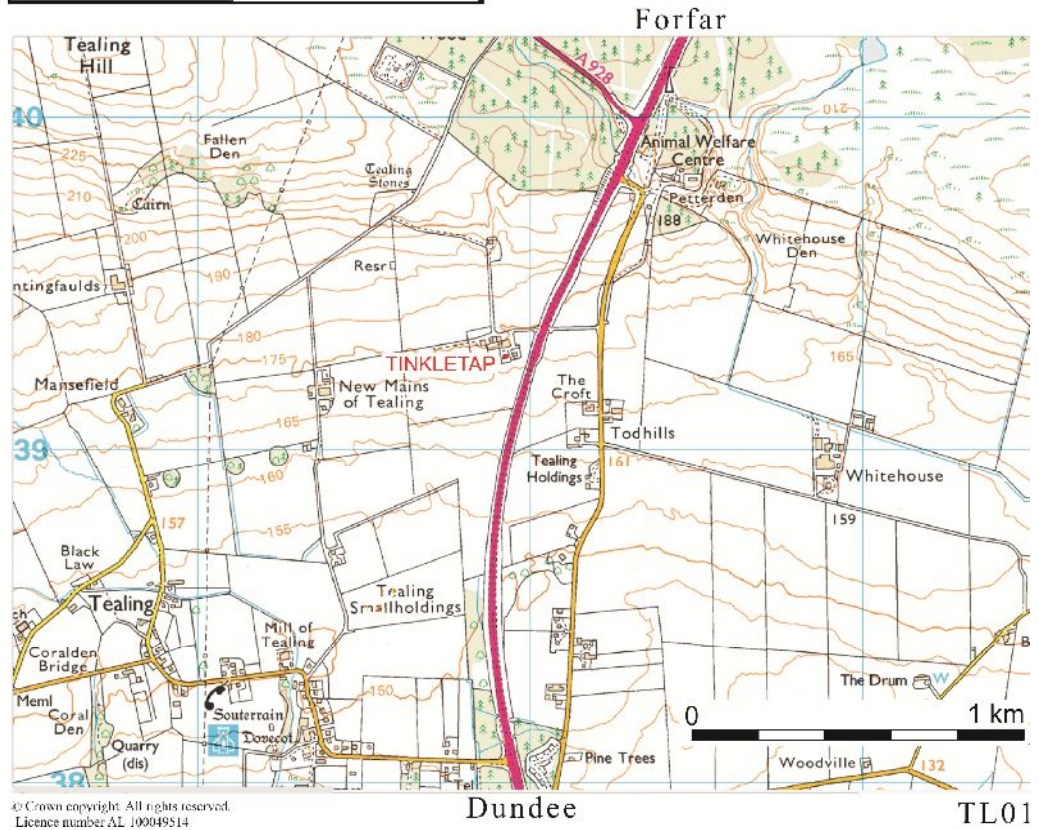 Forfar
Tealing
Hill
A 928
40
210
Fallen
Den
225
Animal Welfare
Centre
Tealing
Stones
Petterden
210
Cairn
188
200
Whitehouse
Den
Resr
190
ntingfaulds
180
TINKLETAP
165
175
Mansefield
New Mains
of Tealing
The
Croft
165
Todhills
39
Tealing
Holdings
161
Whitehouse
160
159
157
155
Black
Law
Tealing
Smallholdings
Tealing
Mill of
Tealing
Coralden
Bridge
The Drum
W
B
150
0
1 km
Meml
Coral
Den
Souterrain
Dovecot
Quarry
(dis)
Pine Trees
Woodville
132
38
Tel
© Crown copyright. All rights reserved.
Licence number AL 100049514
Dundee
TL01